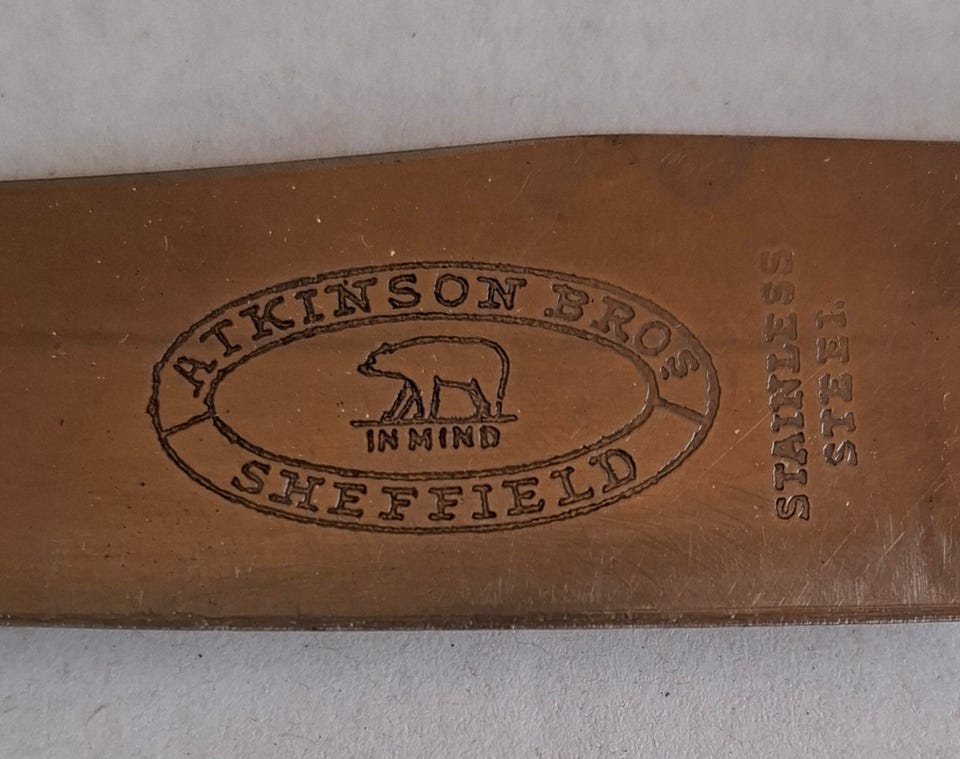 ATKINSON BROS
IN MIND
SHEFFIELD
STAINLESS
STEEL